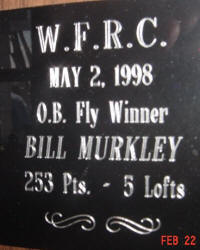 W.F.R.C.
MAY 2, 1998
O.B. Fly Winner
BILL MURKLEY
253 Pts. - 5 Lofts
FEB 22